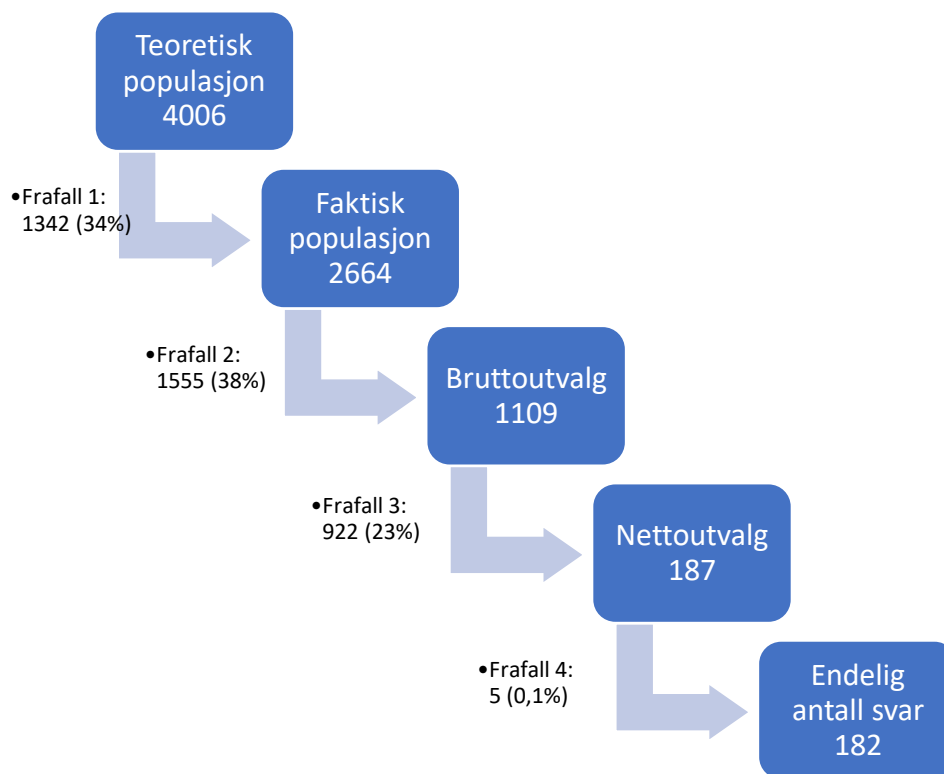 Teoretisk
populasjon
4006
•Frafall 1:
1342 (34%)
Faktisk
populasjon
2664
•Frafall 2:
1555 (38%)
Bruttoutvalg
1109
•Frafall 3:
922 (23%)
Nettoutvalg
187
•Frafall 4:
5 (0,1%)
Endelig
antall svar
182